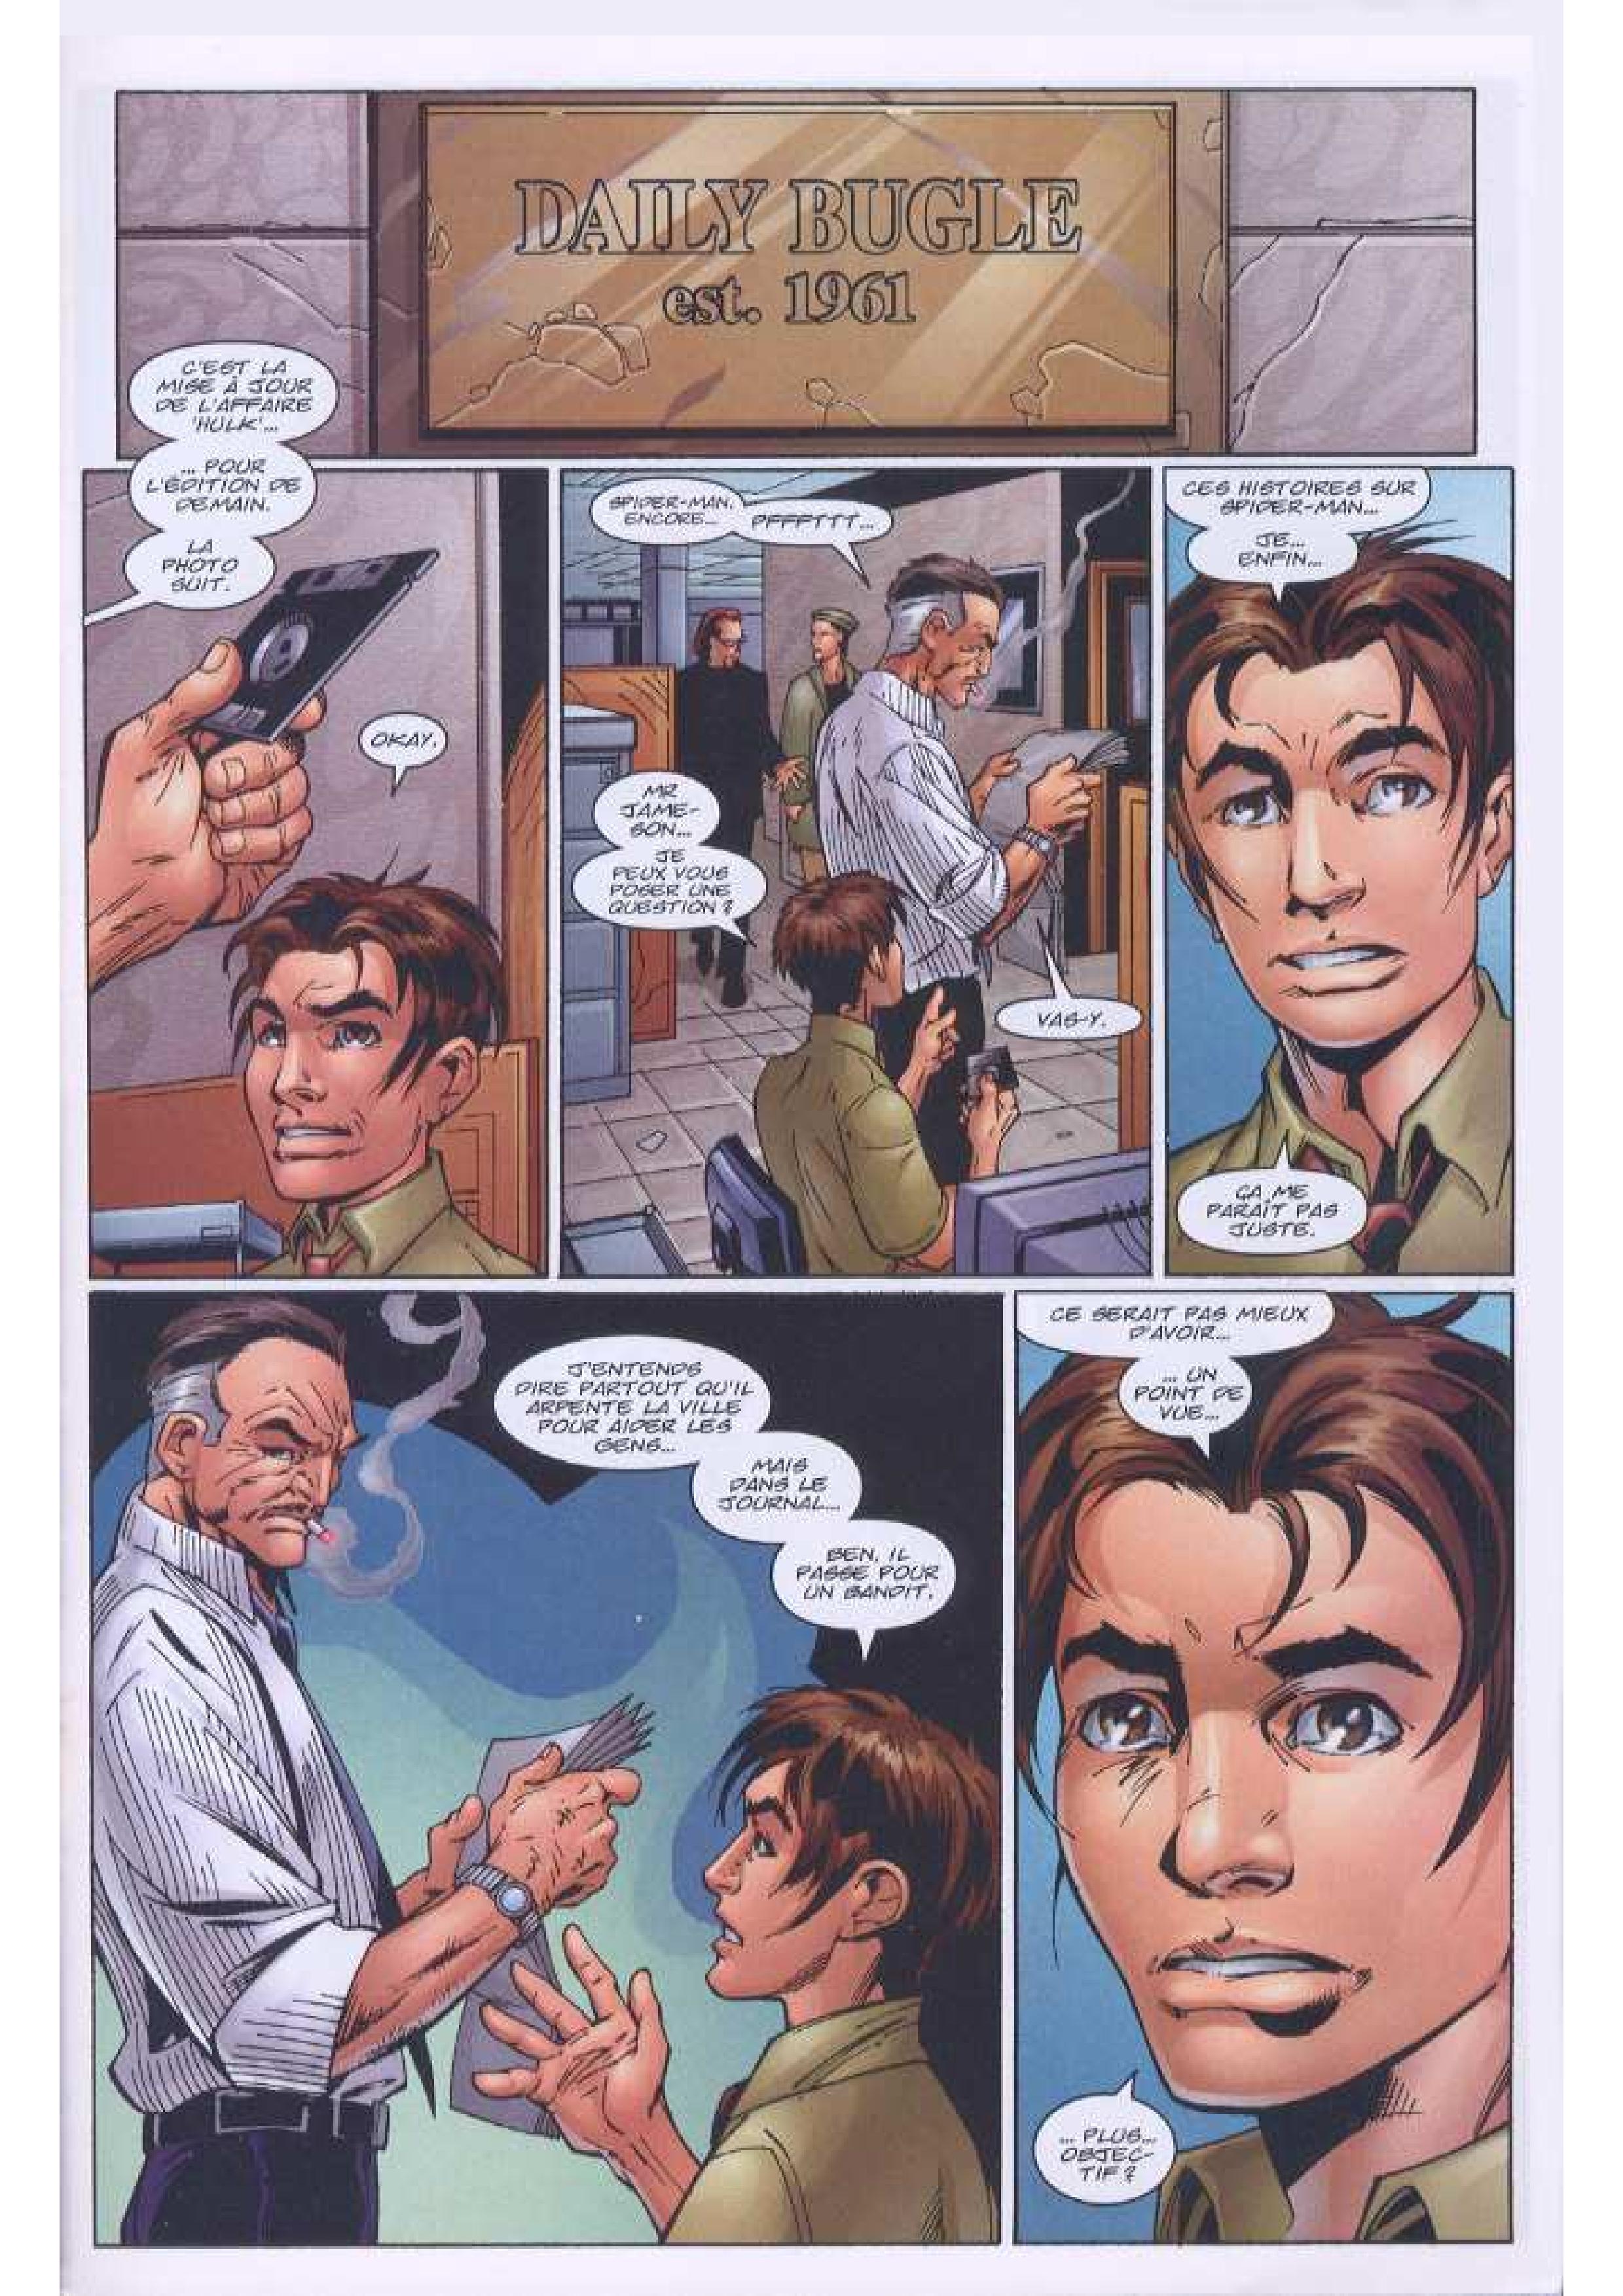 DAILY BUGLE
est. 1961
C'EST LA
MISE À JOUR
DE L'AFFAIRE
'HULK'...
... POUR
L'ÉDITION DE
DEMAIN.
LA
PHOTO
SUIT.
OKAY.
SPIDER-MAN.
ENCORE...
PFFPTTT...
MR
JAME-
SON...
JE
PEUX VOUS
POSER UNE
QUESTION ?
VAS-Y.
CES HISTOIRES SUR
SPIDER-MAN...
JE...
ENFIN...
ÇA ME
PARAÎT PAS
JUSTE.
J'ENTENDS
DIRE PARTOUT QU'IL
ARPENTE LA VILLE
POUR AIDER LES
GENS...
MAIS
DANS LE
JOURNAL...
BEN, IL
PASSE POUR
UN BANDIT.
CE SERAIT PAS MIEUX
D'AVOIR...
... UN
POINT DE
VUE...
... PLUS...
OBJEC-
TIF ?